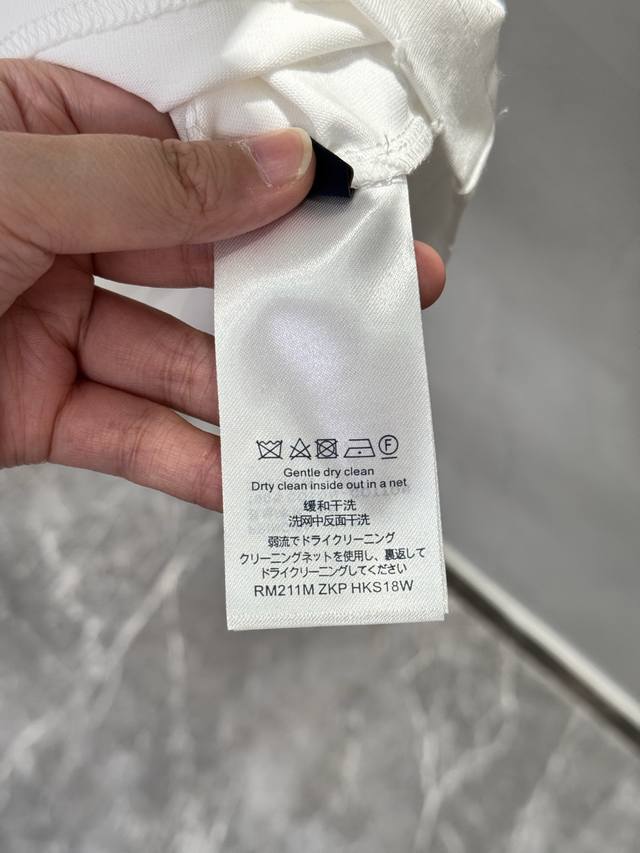 F
Gentle dry clean
Drty clean inside out in a net
缓和干洗
洗网中反面干洗
弱流でドライクリーニング
クリーニングネットを使用し、裏返して
ドライクリーニングしてください
RM211M ZKP HKS18W